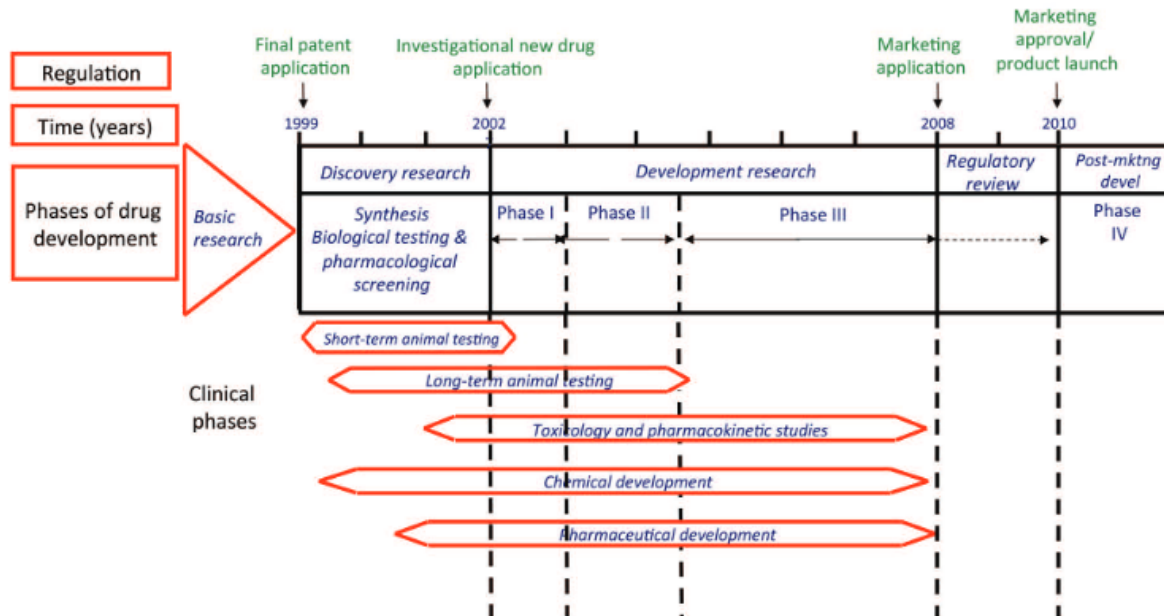 Marketing
approval/
product launch
Final patent
application
Investigational new drug
application
Marketing
application
Regulation
Time (years)
1999
2002
2008
2010
Phases of drug
development
Basic
research
Discovery research
Development research
Regulatory
review
Post-mktng
devel
Synthesis
Biological testing &
pharmacological
screening
Phase I
Phase II
Phase III
Phase
IV
Short-term animal testing
Clinical
phases
Long-term animal testing
Toxicology and pharmacokinetic studies
Chemical development
Pharmaceutical development